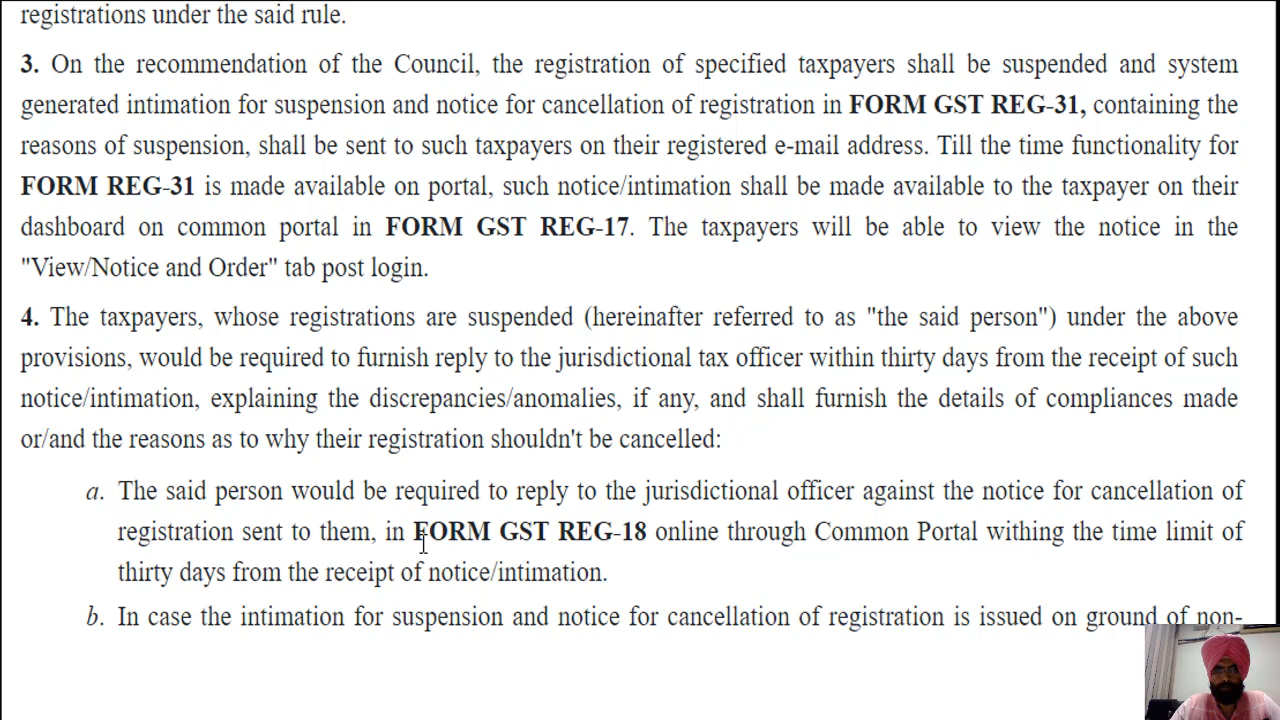 registrations under the said rule.
3. On the recommendation of the Council, the registration of specified taxpayers shall be suspended and system
generated intimation for suspension and notice for cancellation of registration in FORM GST REG-31, containing the
reasons of suspension, shall be sent to such taxpayers on their registered e-mail address. Till the time functionality for
FORM REG-31 is made available on portal, such notice/intimation shall be made available to the taxpayer on their
dashboard on common portal in FORM GST REG-17. The taxpayers will be able to view the notice in the
"View/Notice and Order" tab post login.
4. The taxpayers, whose registrations are suspended (hereinafter referred to as "the said person") under the above
provisions, would be required to furnish reply to the jurisdictional tax officer within thirty days from the receipt of such
notice/intimation, explaining the discrepancies/anomalies, if any, and shall furnish the details of compliances made
or/and the reasons as to why their registration shouldn't be cancelled:
a. The said person would be required to reply to the jurisdictional officer against the notice for cancellation of
registration sent to them, in FORM GST REG-18 online through Common Portal withing the time limit of
thirty days from the receipt of notice/intimation.
b. In case the intimation for suspension and notice for cancellation of registration is issued on ground of non-